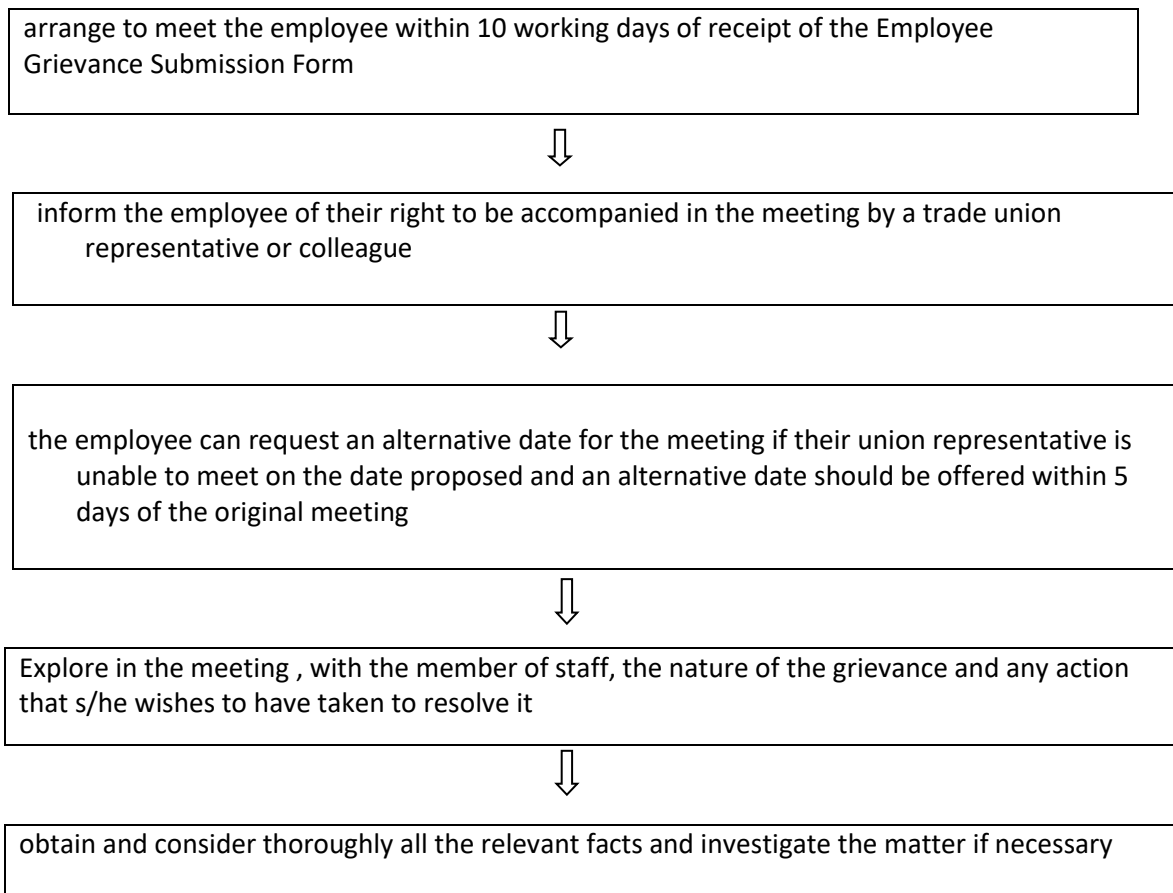 arrange to meet the employee within 10 working days of receipt of the Employee
Grievance Submission Form
inform the employee of their right to be accompanied in the meeting by a trade union
representative or colleague
the employee can request an alternative date for the meeting if their union representative is
unable to meet on the date proposed and an alternative date should be offered within 5
days of the original meeting
Explore in the meeting , with the member of staff, the nature of the grievance and any action
that s/he wishes to have taken to resolve it
obtain and consider thoroughly all the relevant facts and investigate the matter if necessary